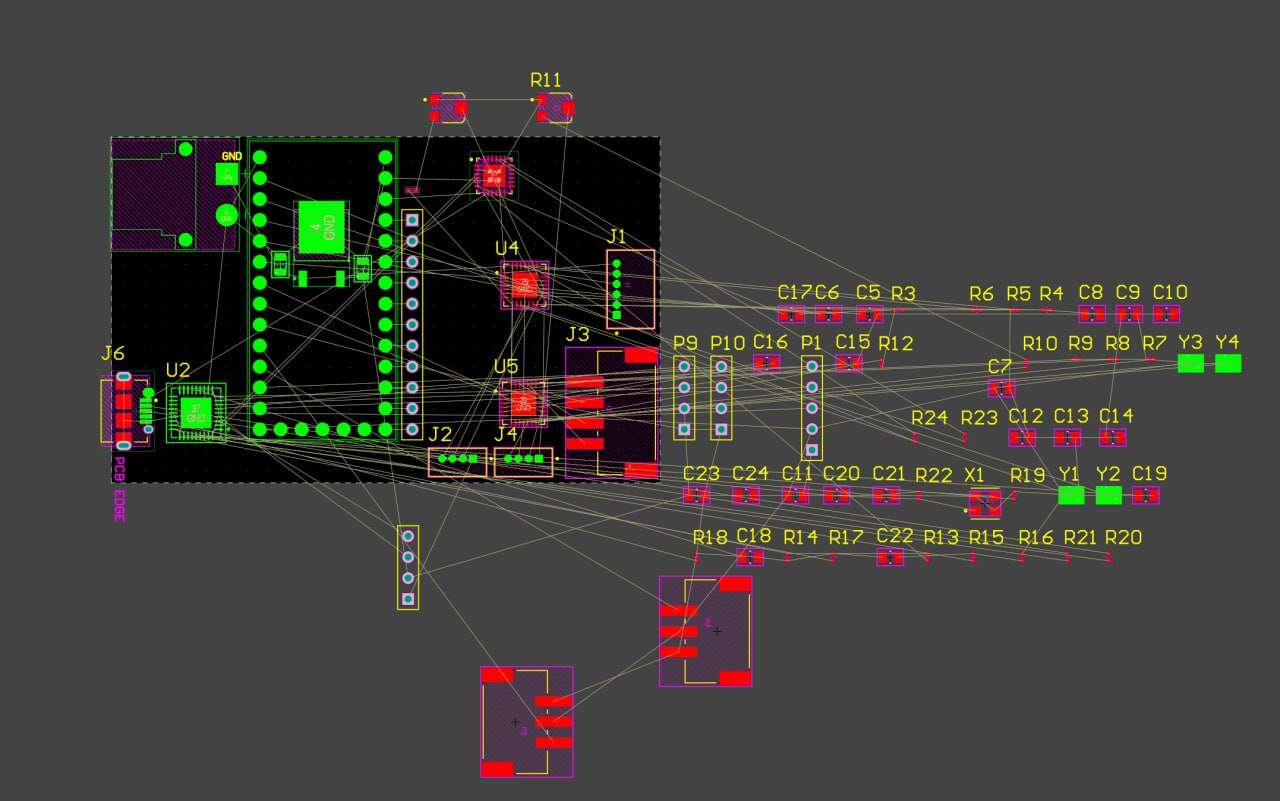 R11
GND
4
GND
J1
U4
C17 C6 C5 R3 R6 R5 R4 C8 C9 C10
J3
P9 P10 C16 P1 C15 R12 R10 R9 R8 R7 Y3 Y4
J6
U2
U5
C7
R24 R23 C12 C13 C14
J2 J4
PCB EDGE
C23 C24 C11 C20 C21 R22 X1 R19 Y1 Y2 C19
R18 C18 R14 R17 C22 R13 R15 R16 R21 R20